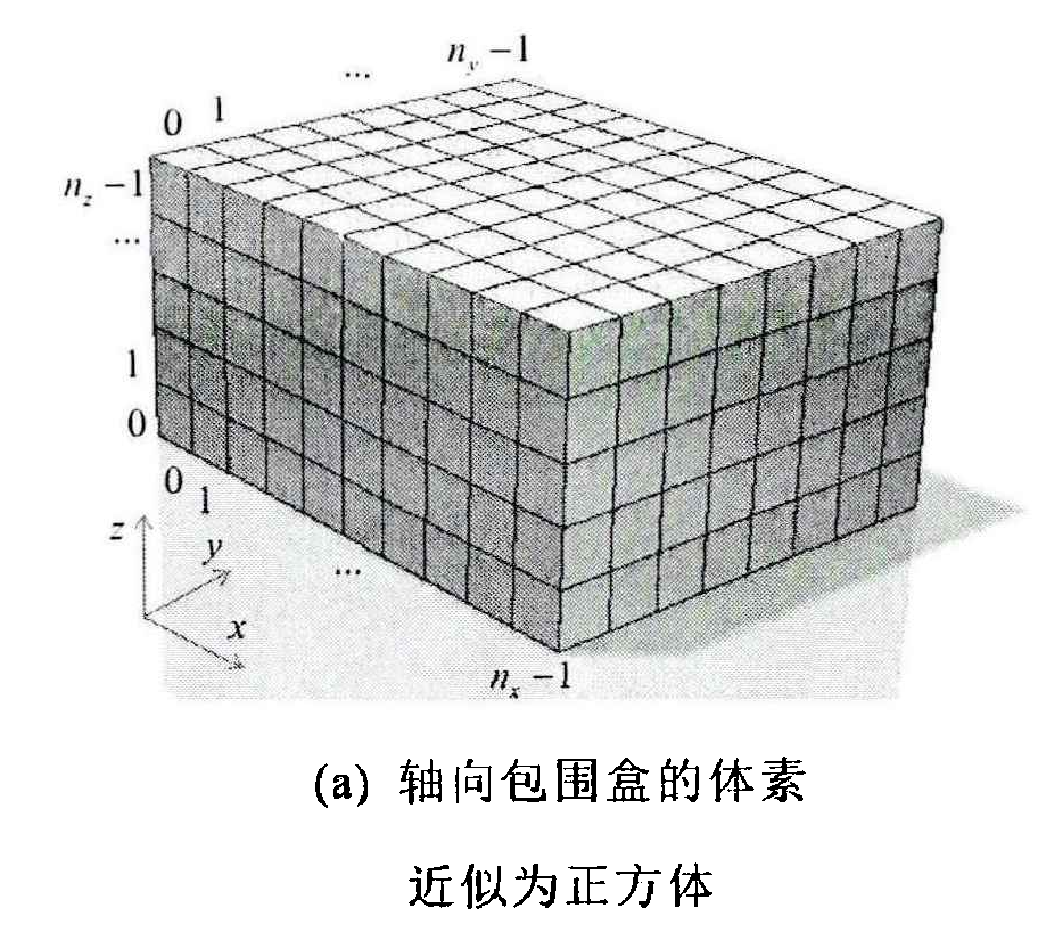 ... n_y −1
0 1
n_z −1
...
1
0
0 1
z
y
...
x
n_x −1
(a) 轴向包围盒的体素
近似为正方体